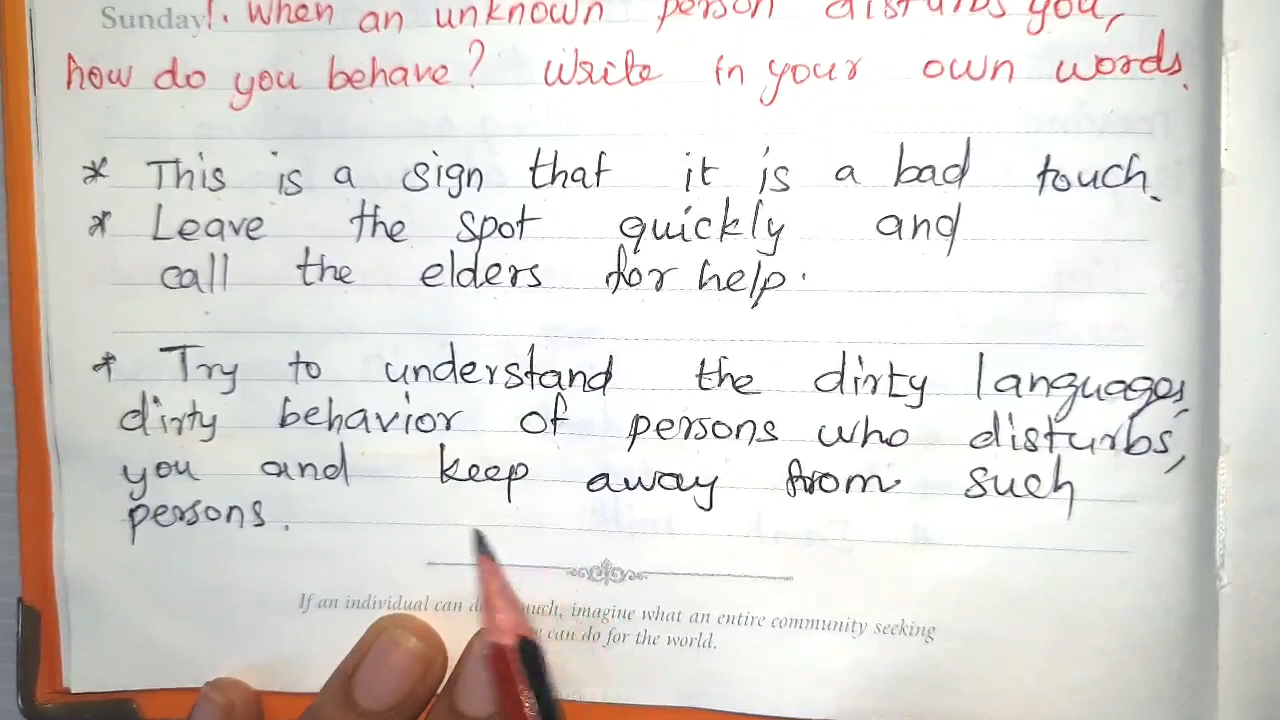 Sunday 1. When an unknown person disturbs you,
how do you behave? Write in your own words.
* This is a sign that it is a bad touch.
* Leave the spot quickly and
call the elders for help.
* Try to understand the dirty languages,
dirty behavior of persons who disturbs,
you and keep away from such
persons.
If an individual can do much, imagine what an entire community seeking
can do for the world.